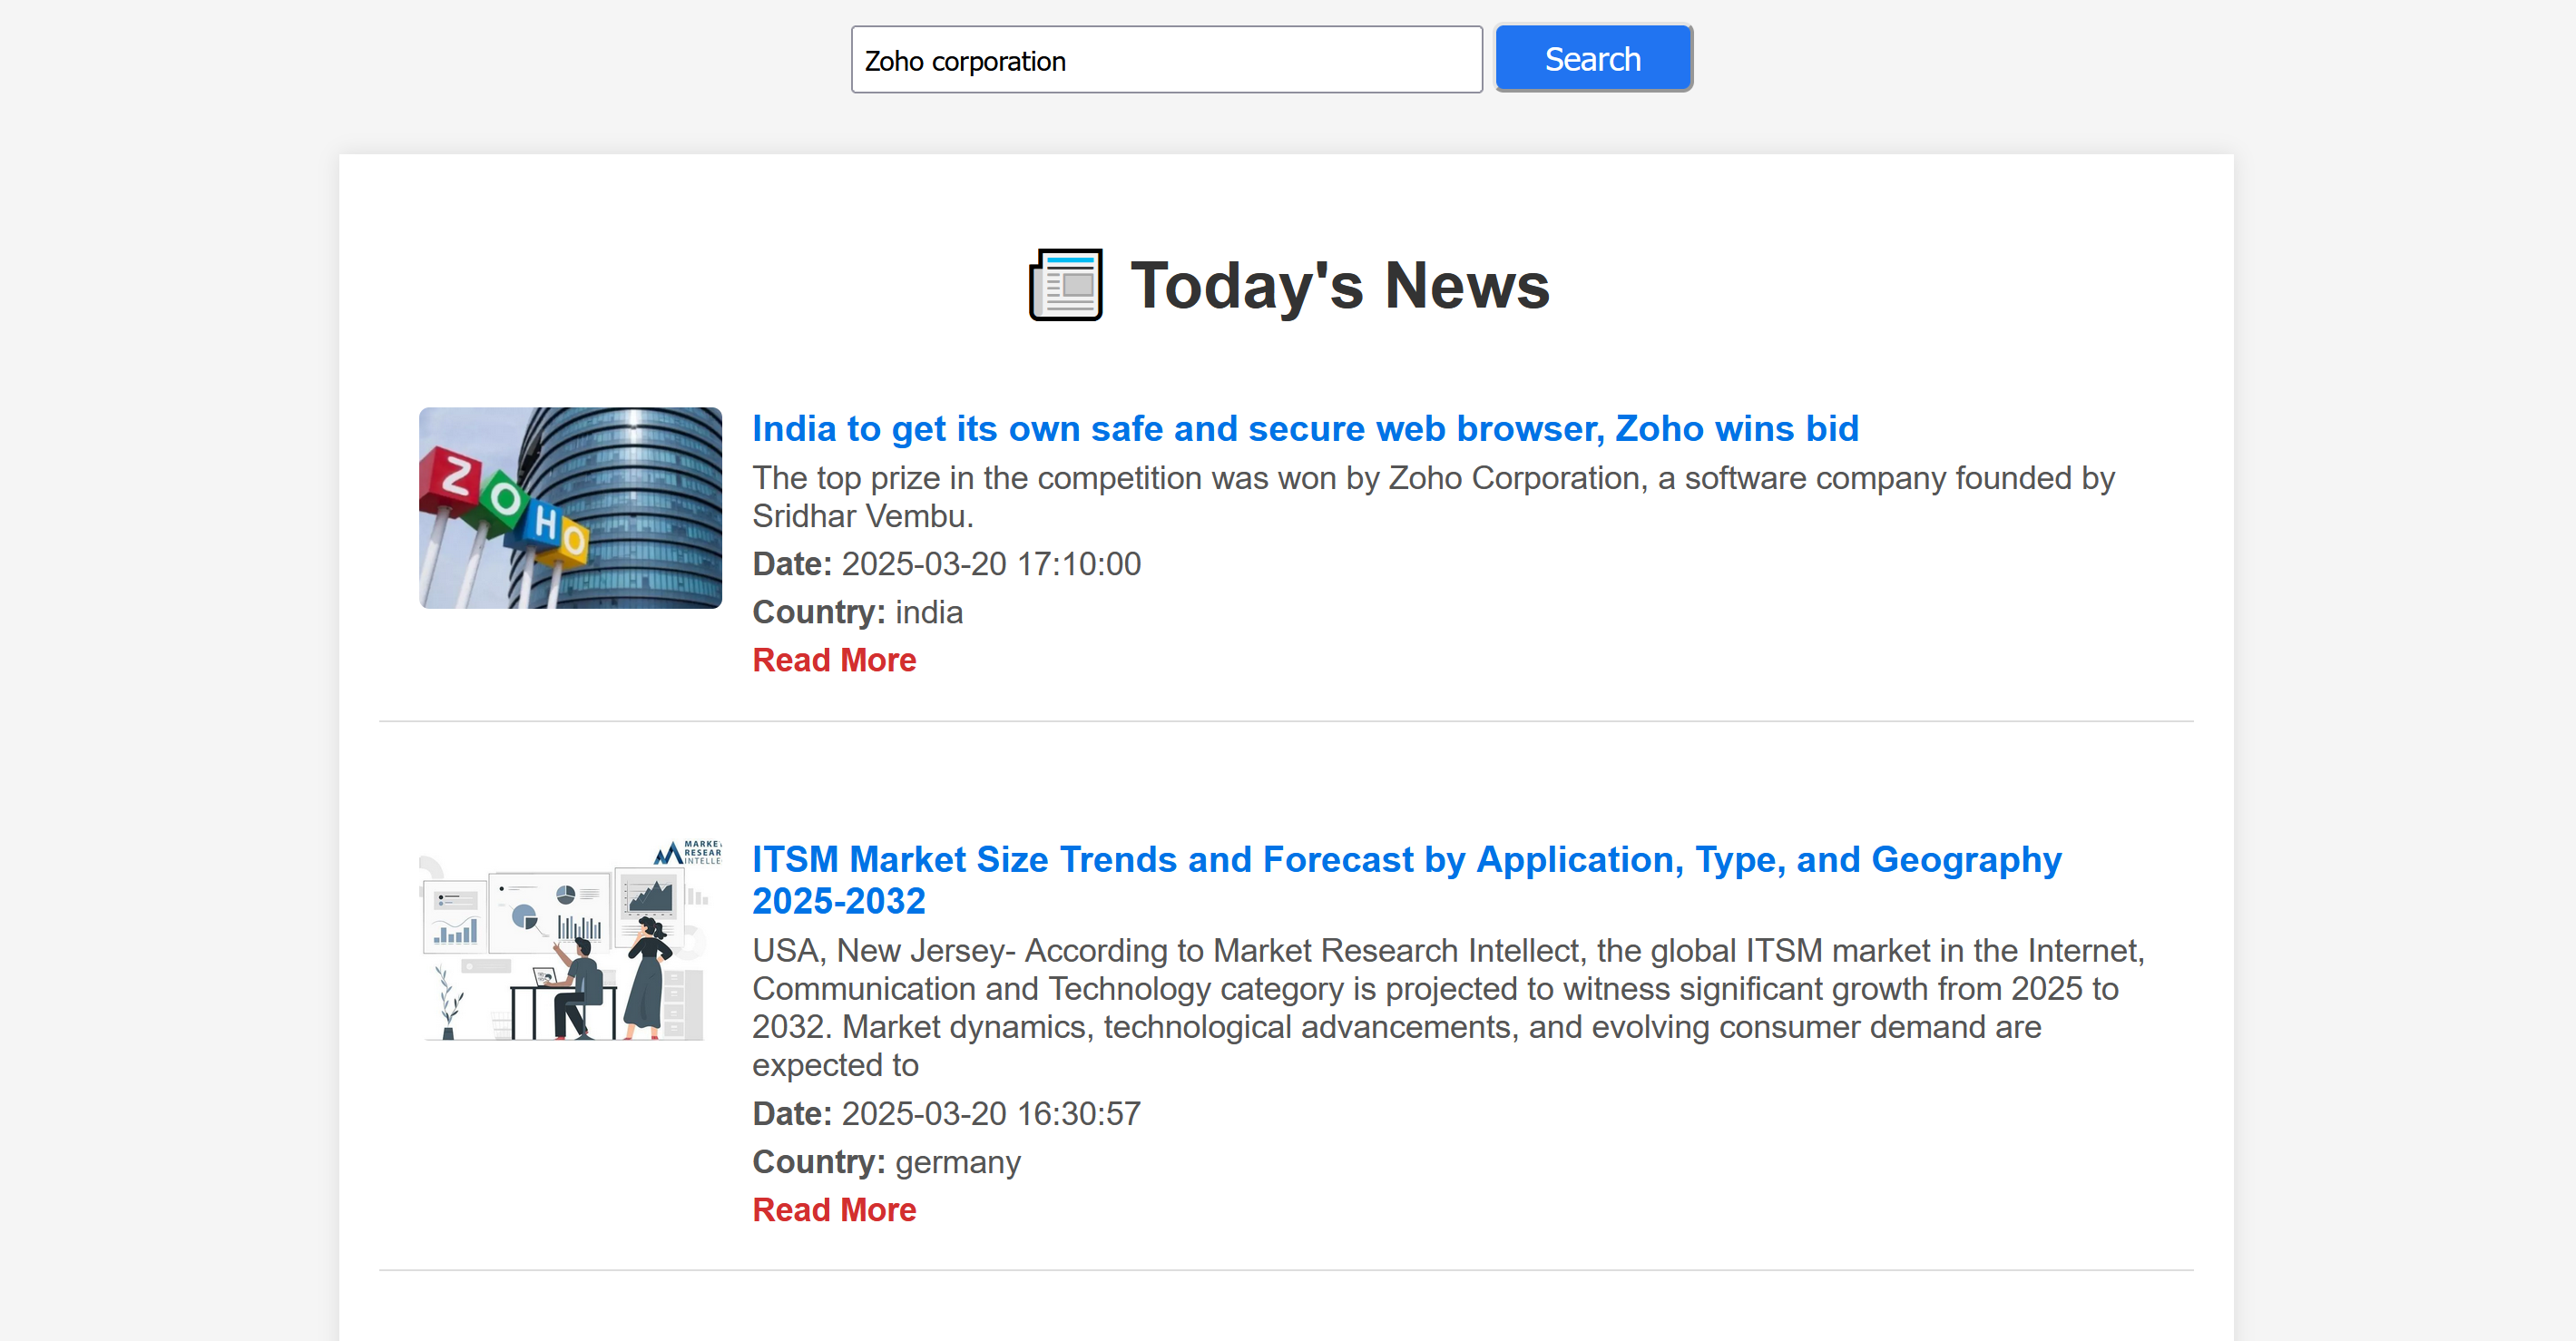 Zoho corporation
Search
Today's News
ZOHO
India to get its own safe and secure web browser, Zoho wins bid
The top prize in the competition was won by Zoho Corporation, a software company founded by
Sridhar Vembu.
Date: 2025-03-20 17:10:00
Country: india
Read More
MARKE
RESEAR
INTELLE
ITSM Market Size Trends and Forecast by Application, Type, and Geography
2025-2032
USA, New Jersey- According to Market Research Intellect, the global ITSM market in the Internet,
Communication and Technology category is projected to witness significant growth from 2025 to
2032. Market dynamics, technological advancements, and evolving consumer demand are
expected to
Date: 2025-03-20 16:30:57
Country: germany
Read More